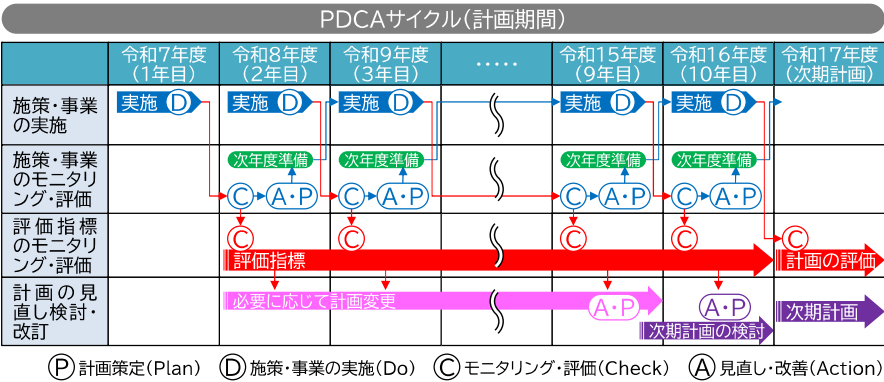 PDCAサイクル(計画期間)
令和7年度
(1年目)
令和8年度
(2年目)
令和9年度
(3年目)
・・・・・
令和15年度
(9年目)
令和16年度
(10年目)
令和17年度
(次期計画)
施策・事業
の実施
実施 D
実施 D
実施 D
実施 D
実施 D
施策・事業
のモニタリ
ング・評価
次年度準備
次年度準備
次年度準備
次年度準備
C A・P
C A・P
C A・P
C A・P
評価指標
のモニタリ
ング・評価
C
C
C
C
C
評価指標
計画の評価
計画の見
直し検討・
改訂
必要に応じて計画変更
A・P
A・P
次期計画の検討
次期計画
P 計画策定(Plan) D 施策・事業の実施(Do) C モニタリング・評価(Check) A 見直し・改善(Action)